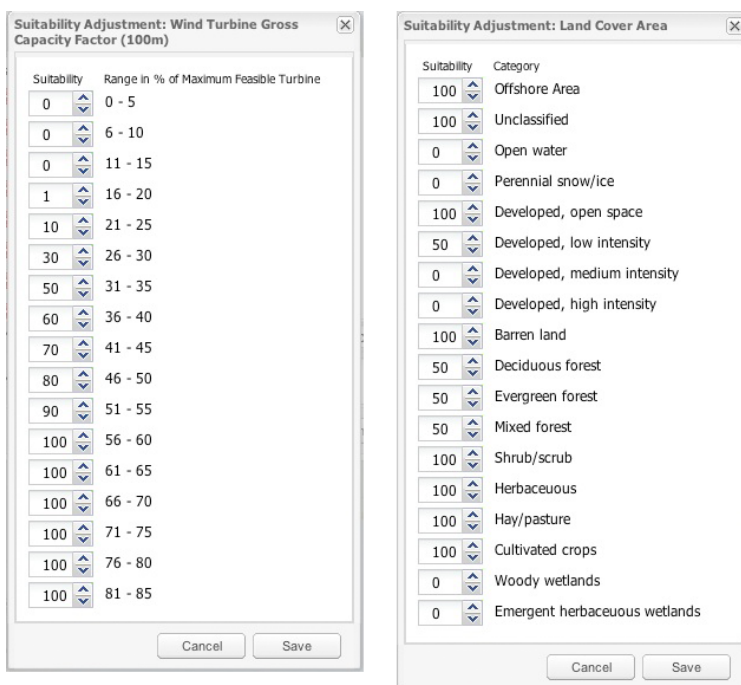 Suitability Adjustment: Wind Turbine Gross
Capacity Factor (100m)
Suitability Range in % of Maximum Feasible Turbine
0 0 - 5
0 6 - 10
0 11 - 15
1 16 - 20
10 21 - 25
30 26 - 30
50 31 - 35
60 36 - 40
70 41 - 45
80 46 - 50
90 51 - 55
100 56 - 60
100 61 - 65
100 66 - 70
100 71 - 75
100 76 - 80
100 81 - 85
Cancel Save
Suitability Adjustment: Land Cover Area
Suitability Category
100 Offshore Area
100 Unclassified
0 Open water
0 Perennial snow/ice
100 Developed, open space
50 Developed, low intensity
0 Developed, medium intensity
0 Developed, high intensity
100 Barren land
50 Deciduous forest
50 Evergreen forest
50 Mixed forest
100 Shrub/scrub
100 Herbaceuous
100 Hay/pasture
100 Cultivated crops
0 Woody wetlands
0 Emergent herbaceuous wetlands
Cancel Save